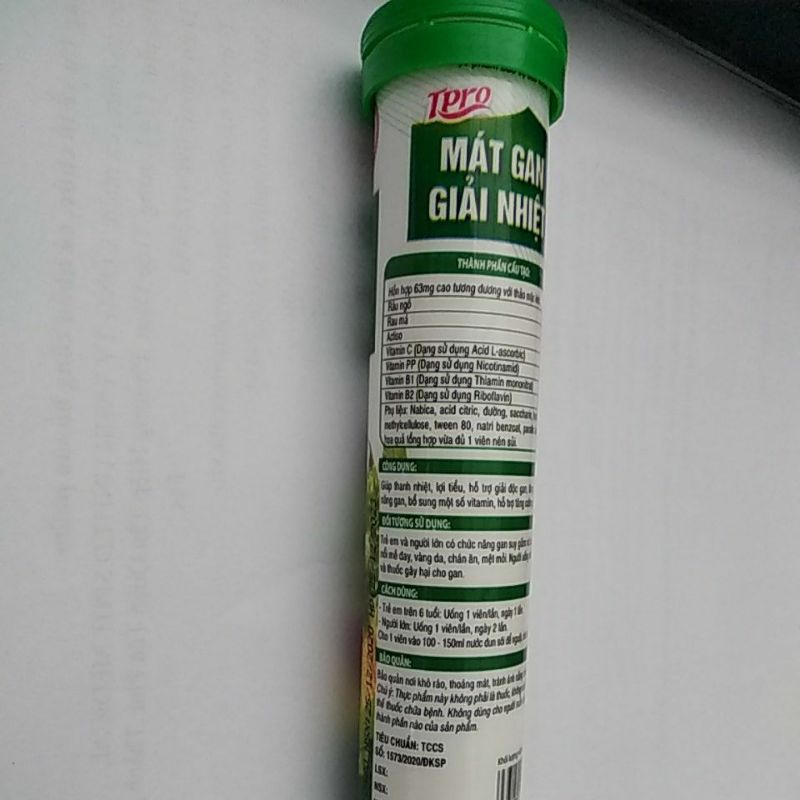 Tpro
MÁT GAN
GIẢI NHIỆT
THÀNH PHẦN CẤU TẠO:
Hỗn hợp 63mg cao tương đương với thảo mộc
Râu ngô
Rau má
Actiso
Vitamin C (Dạng sử dụng Acid L-ascorbic)
Vitamin PP (Dạng sử dụng Nicotinamid)
Vitamin B1 (Dạng sử dụng Thiamin mononitrat
Vitamin B2 (Dạng sử dụng Riboflavin)
Phụ liệu: Nabica, acid citric, đường, saccharin,
methylcellulose, tween 80, natri benzoat,
hoa quả tổng hợp vừa đủ 1 viên nén sủi.
CÔNG DỤNG:
Giúp thanh nhiệt, lợi tiểu, hỗ trợ giải độc gan,
năng gan, bổ sung một số vitamin, hỗ trợ tăng cường
ĐỐI TƯỢNG SỬ DỤNG:
Trẻ em và người lớn có chức năng gan suy giảm
nổi mề đay, vàng da, chán ăn, mệt mỏi. Người uống
và thuốc gây hại cho gan.
CÁCH DÙNG:
- Trẻ em trên 6 tuổi: Uống 1 viên/lần, ngày 1 lần.
- Người lớn: Uống 1 viên/lần, ngày 2 lần.
Cho 1 viên vào 100 - 150ml nước đun sôi để nguội,
BẢO QUẢN:
Bảo quản nơi khô ráo, thoáng mát, tránh ánh nắng
Chú ý: Thực phẩm này không phải là thuốc, không
thế thuốc chữa bệnh. Không dùng cho người
thành phần nào của sản phẩm.
TIÊU CHUẨN: TCCS
SỐ: 1573/2020/ĐKSP
LSX:
NSX:
Khối lượng